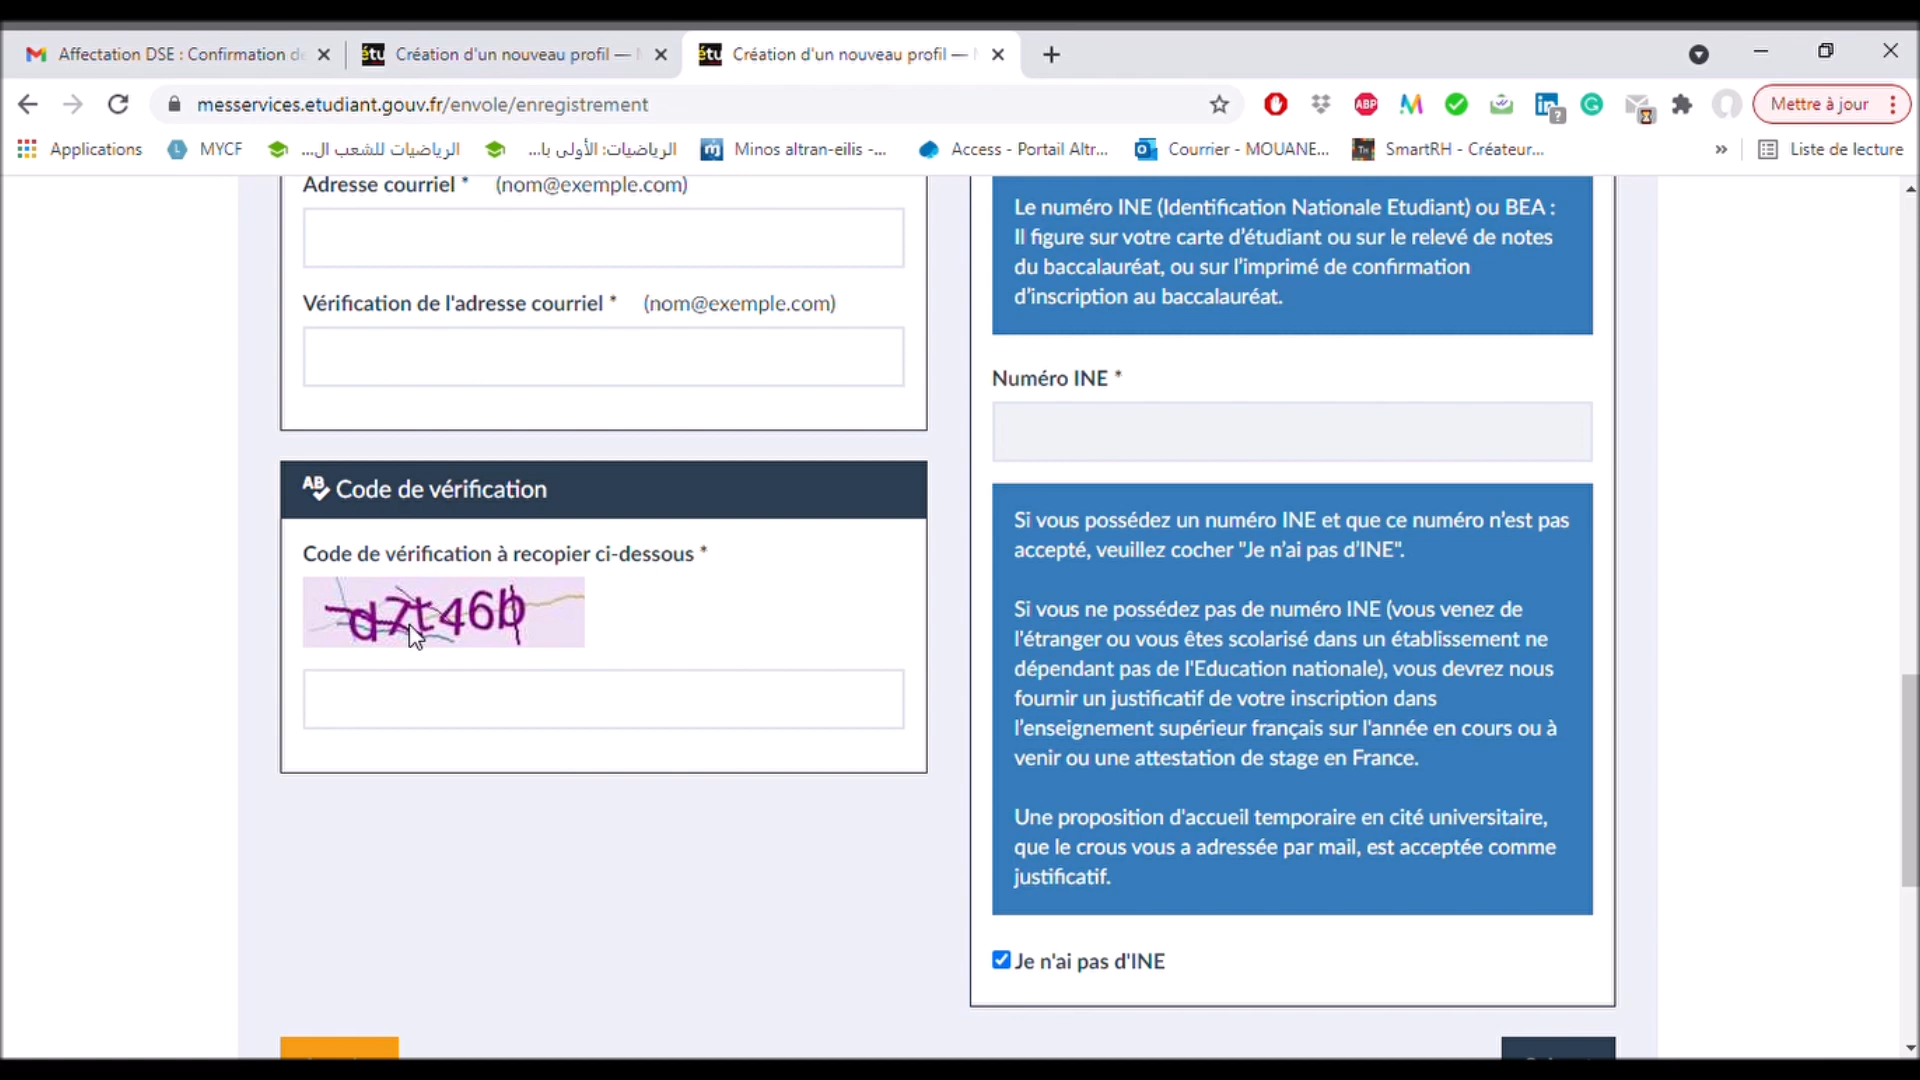 Affectation DSE : Confirmation de
Création d'un nouveau profil —
Création d'un nouveau profil —
messervices.etudiant.gouv.fr/envole/enregistrement
Mettre à jour
Applications
MYCF
الرياضيات للشعب ال...
الرياضيات: الأولى با...
Minos altran-eilis -...
Access - Portail Altr...
Courrier - MOUANE...
SmartRH - Créateur...
»
Liste de lecture
Adresse courriel * (nom@exemple.com)
Vérification de l'adresse courriel * (nom@exemple.com)
Code de vérification
Code de vérification à recopier ci-dessous *
d7t46b
Le numéro INE (Identification Nationale Etudiant) ou BEA :
Il figure sur votre carte d’étudiant ou sur le relevé de notes
du baccalauréat, ou sur l’imprimé de confirmation
d’inscription au baccalauréat.
Numéro INE *
Si vous possédez un numéro INE et que ce numéro n’est pas
accepté, veuillez cocher "Je n’ai pas d’INE".
Si vous ne possédez pas de numéro INE (vous venez de
l'étranger ou vous êtes scolarisé dans un établissement ne
dépendant pas de l'Education nationale), vous devrez nous
fournir un justificatif de votre inscription dans
l’enseignement supérieur français sur l'année en cours ou à
venir ou une attestation de stage en France.
Une proposition d'accueil temporaire en cité universitaire,
que le crous vous a adressée par mail, est acceptée comme
justificatif.
Je n'ai pas d'INE